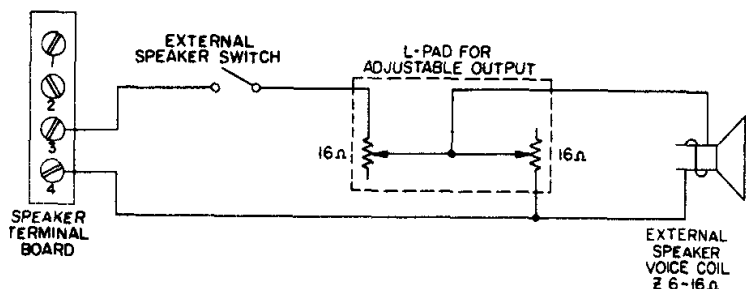 EXTERNAL
SPEAKER SWITCH
L-PAD FOR
ADJUSTABLE OUTPUT
1
2
3
4
16Ω
16Ω
SPEAKER
TERMINAL
BOARD
EXTERNAL
SPEAKER
VOICE COIL
Z 6-16Ω